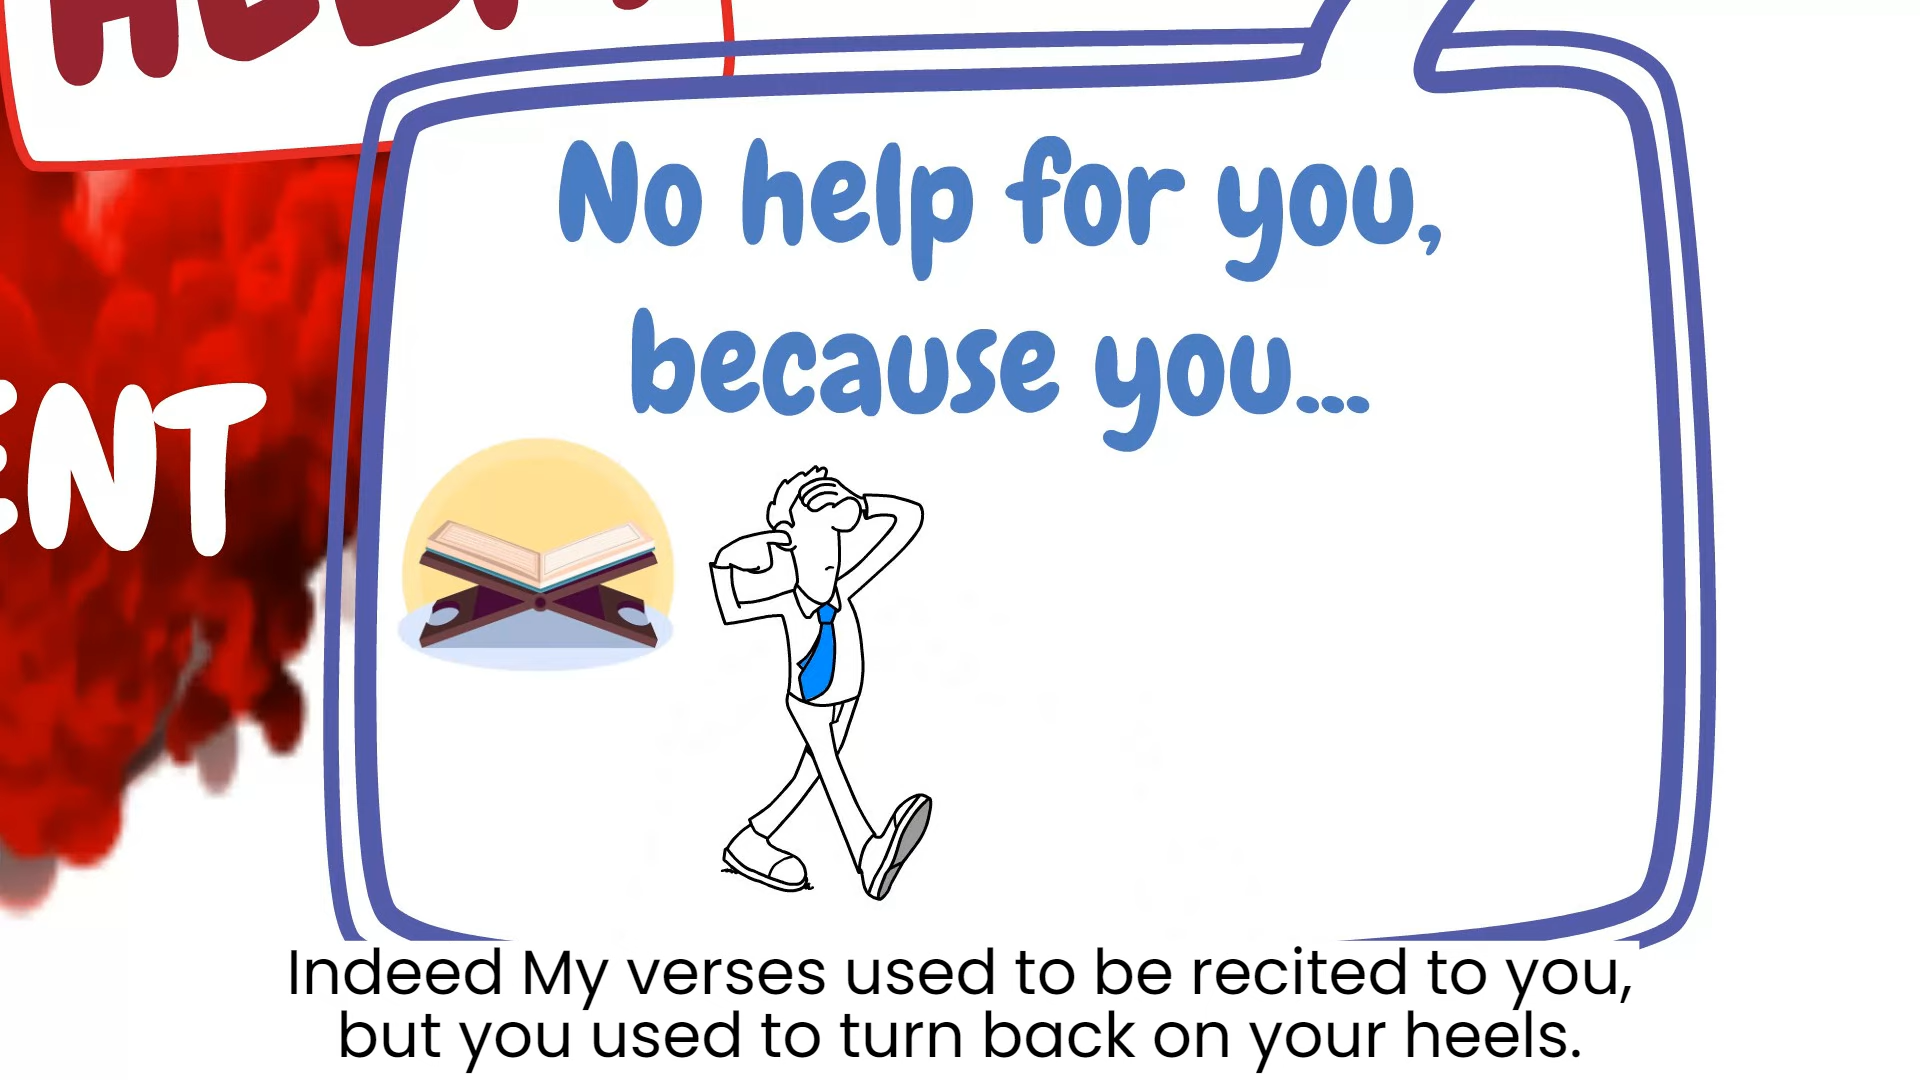 No help for you,
because you...
Indeed My verses used to be recited to you,
but you used to turn back on your heels.